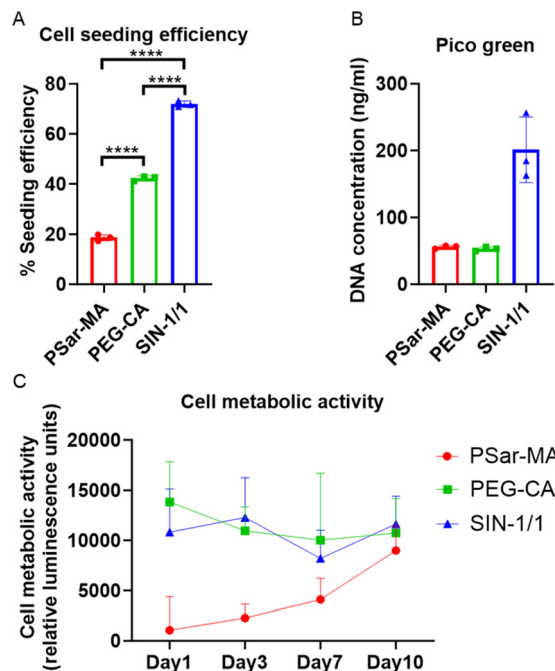 A
Cell seeding efficiency
****
****
****
% Seeding efficiency
80
60
40
20
0
PSar-MA
PEG-CA
SIN-1/1
B
Pico green
DNA concentration (ng/ml)
300
200
100
0
PSar-MA
PEG-CA
SIN-1/1
C
Cell metabolic activity
Cell metabolic activity
(relative luminescence units)
20000
15000
10000
5000
0
Day1 Day3 Day7 Day10
PSar-MA
PEG-CA
SIN-1/1